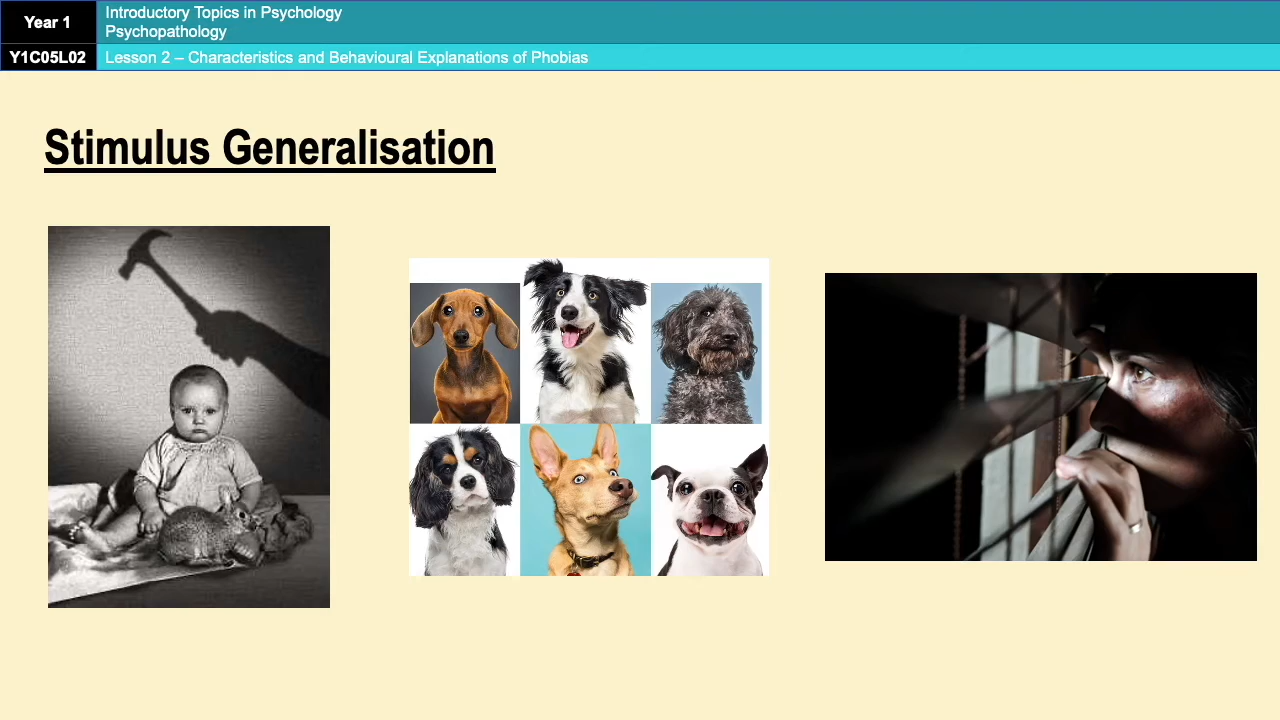 Year 1
Introductory Topics in Psychology
Psychopathology
Y1C05L02
Lesson 2 – Characteristics and Behavioural Explanations of Phobias
Stimulus Generalisation